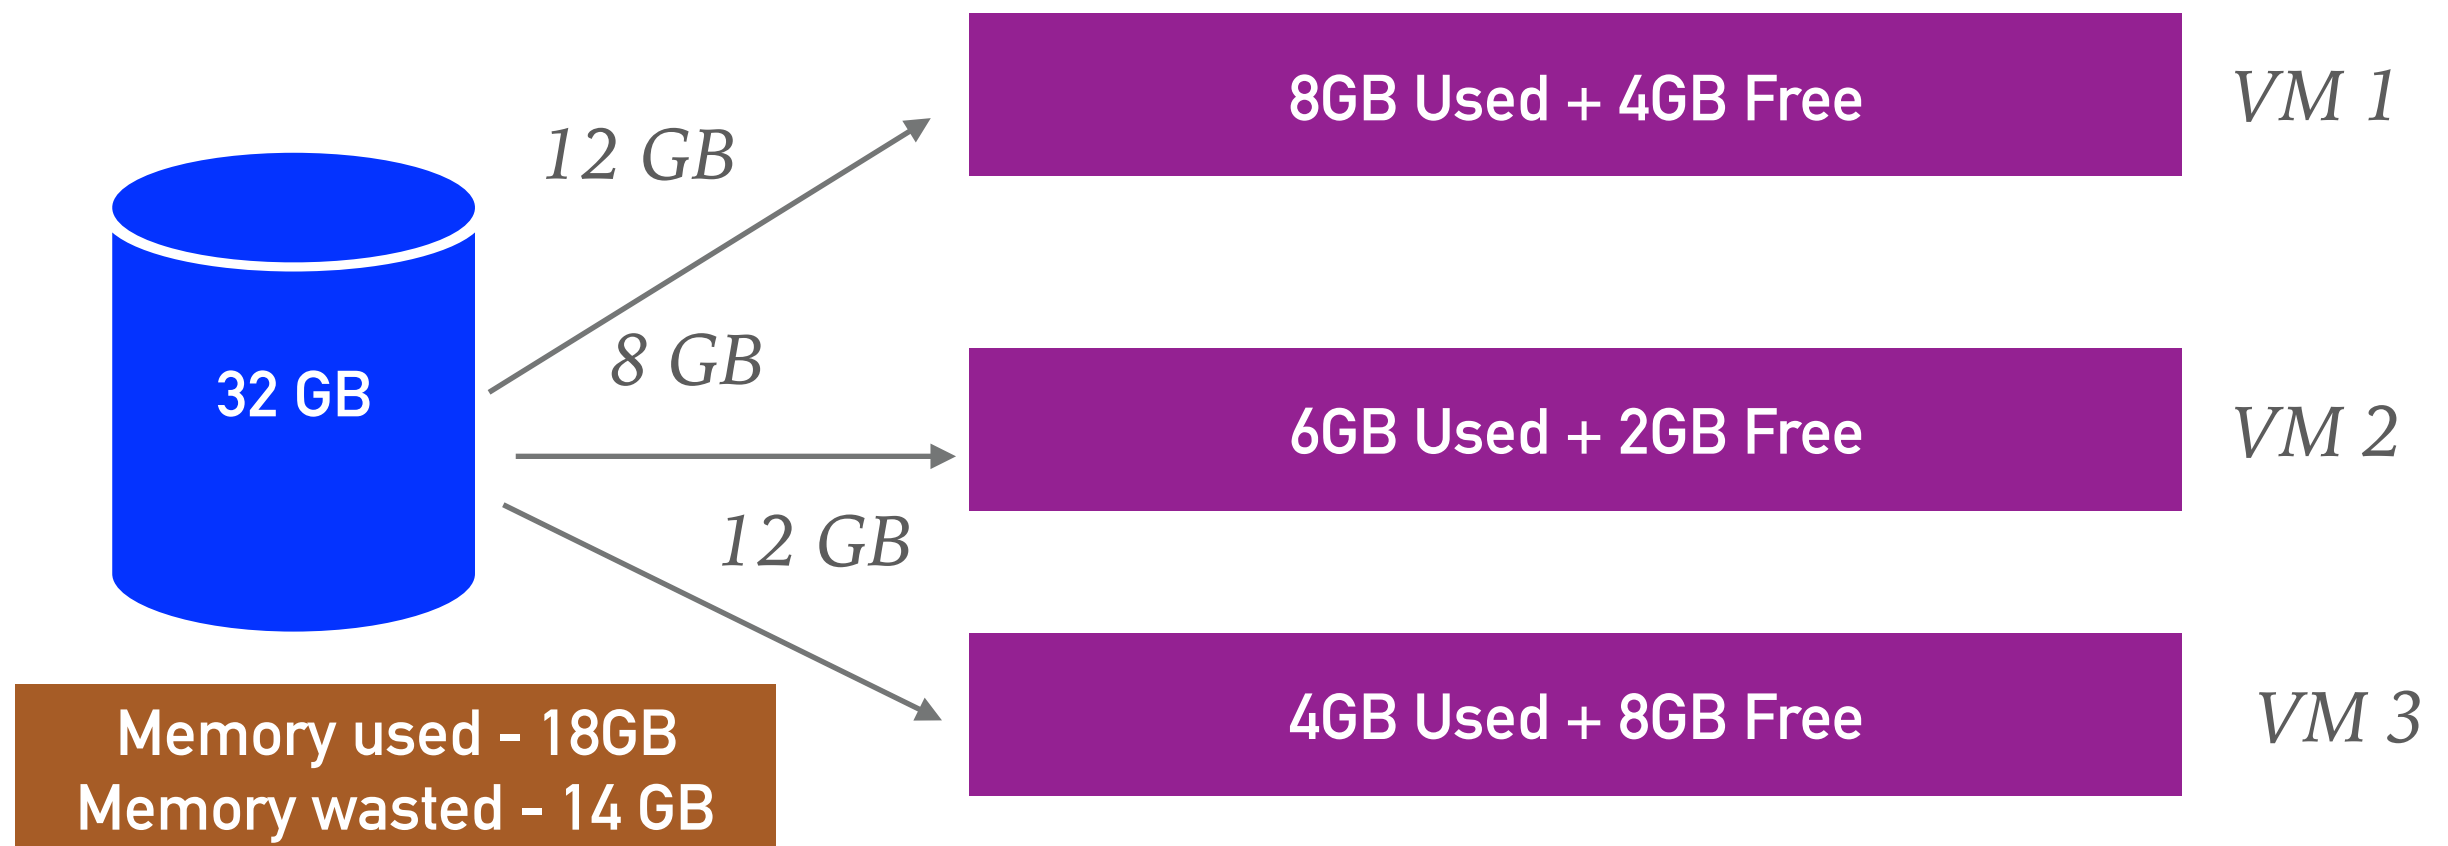 12 GB
8GB Used + 4GB Free
VM 1
32 GB
8 GB
6GB Used + 2GB Free
VM 2
12 GB
4GB Used + 8GB Free
VM 3
Memory used - 18GB
Memory wasted - 14 GB